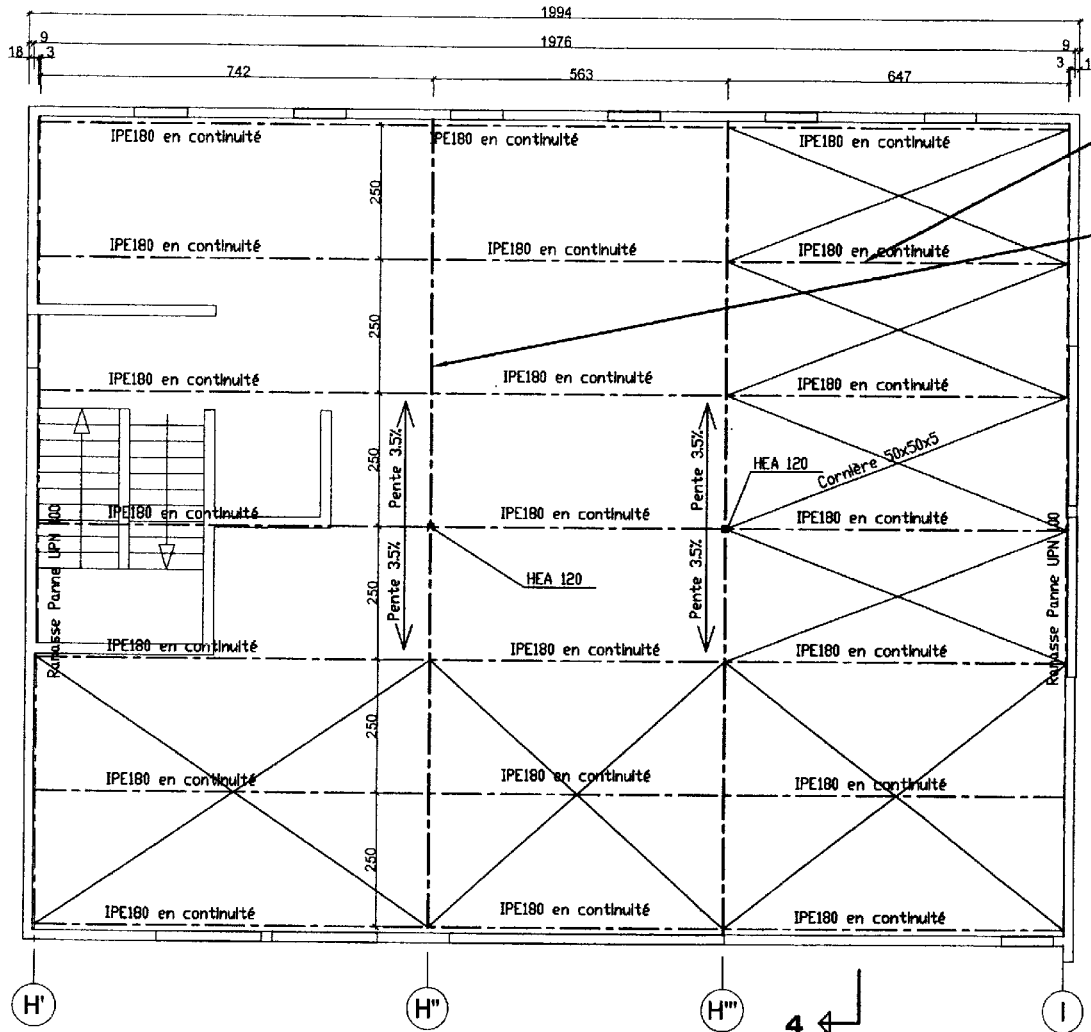 1994
9 1976 9
18 3 742 563 647 3
IPE180 en continuité IPE180 en continuité IPE180 en continuité
250
IPE180 en continuité IPE180 en continuité IPE180 en continuité
250
IPE180 en continuité IPE180 en continuité IPE180 en continuité
250
Pente 3.5% Pente 3.5%
HEA 120
Cornière 50x50x5
IPE180 en continuité IPE180 en continuité IPE180 en continuité
Ramasse Panne UPN
Pente 3.5% Pente 3.5%
250
HEA 120
Ramasse Panne UPN
IPE180 en continuité IPE180 en continuité IPE180 en continuité
250
IPE180 en continuité IPE180 en continuité IPE180 en continuité
250
IPE180 en continuité IPE180 en continuité IPE180 en continuité
H' H" H"' I
4